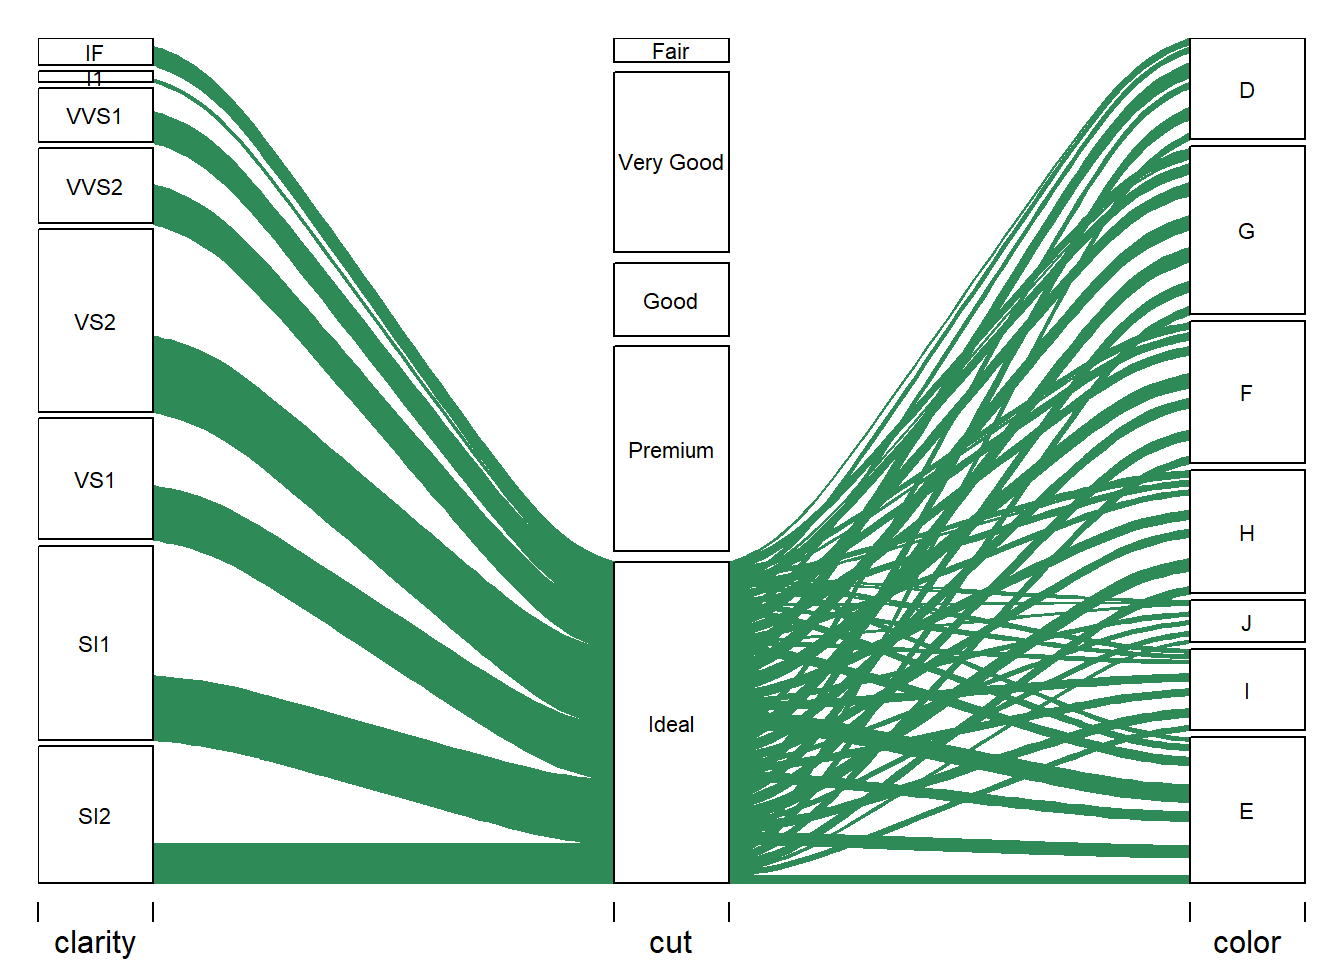 IF
I1
VVS1
VVS2
VS2
VS1
SI1
SI2
clarity
Fair
Very Good
Good
Premium
Ideal
cut
D
G
F
H
J
I
E
color